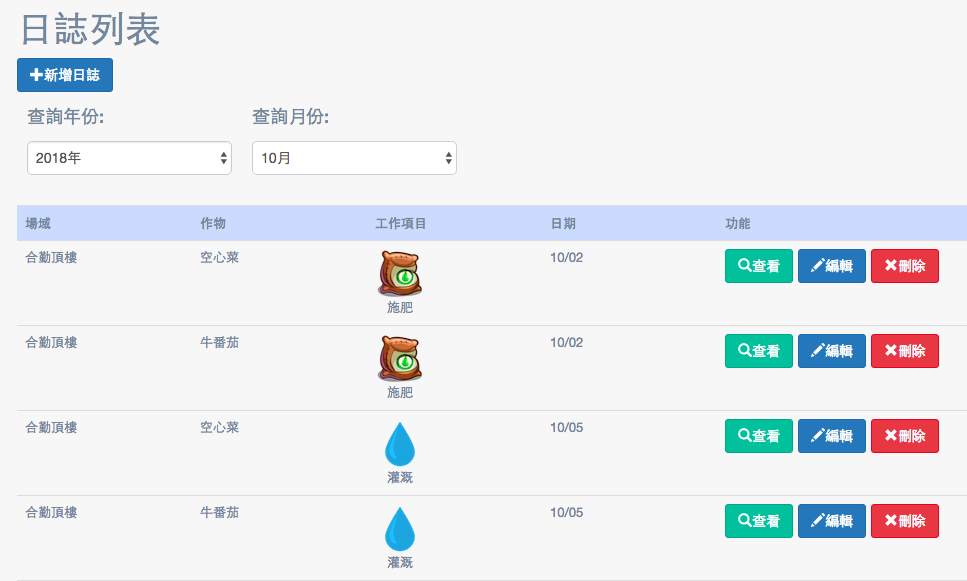 日誌列表
新增日誌
查詢年份: 查詢月份:
2018年 10月
場域 作物 工作項目 日期 功能
合勤頂樓 空心菜 10/02 查看 編輯 刪除
施肥
合勤頂樓 牛番茄 10/02 查看 編輯 刪除
施肥
合勤頂樓 空心菜 10/05 查看 編輯 刪除
灌溉
合勤頂樓 牛番茄 10/05 查看 編輯 刪除
灌溉